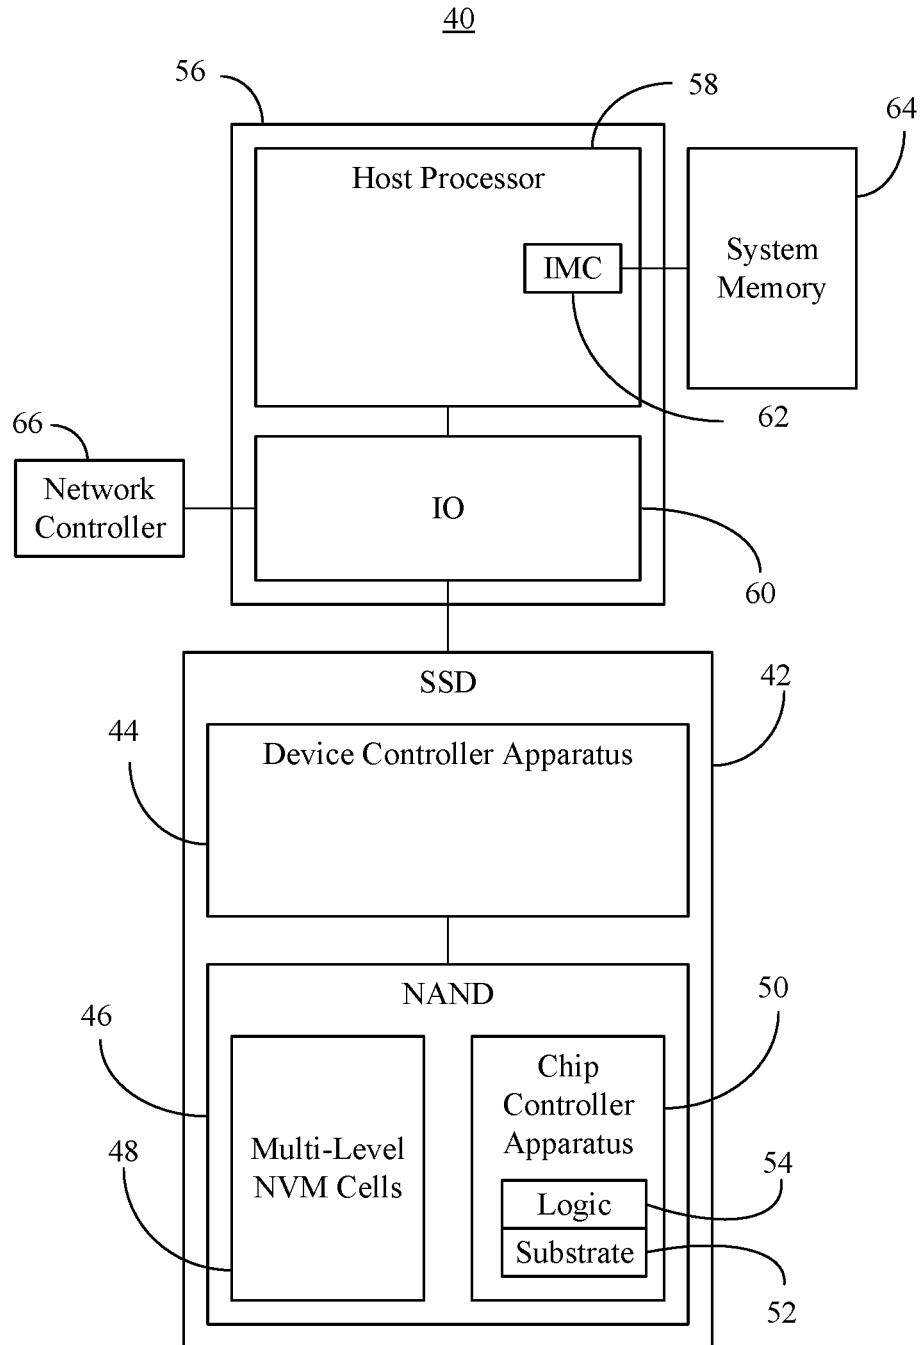 40
56
58
64
Host Processor
IMC
System
Memory
62
66
Network
Controller
IO
60
SSD
42
44
Device Controller Apparatus
NAND
50
46
Chip
Controller
Apparatus
Multi-Level
NVM Cells
48
54
Logic
Substrate
52